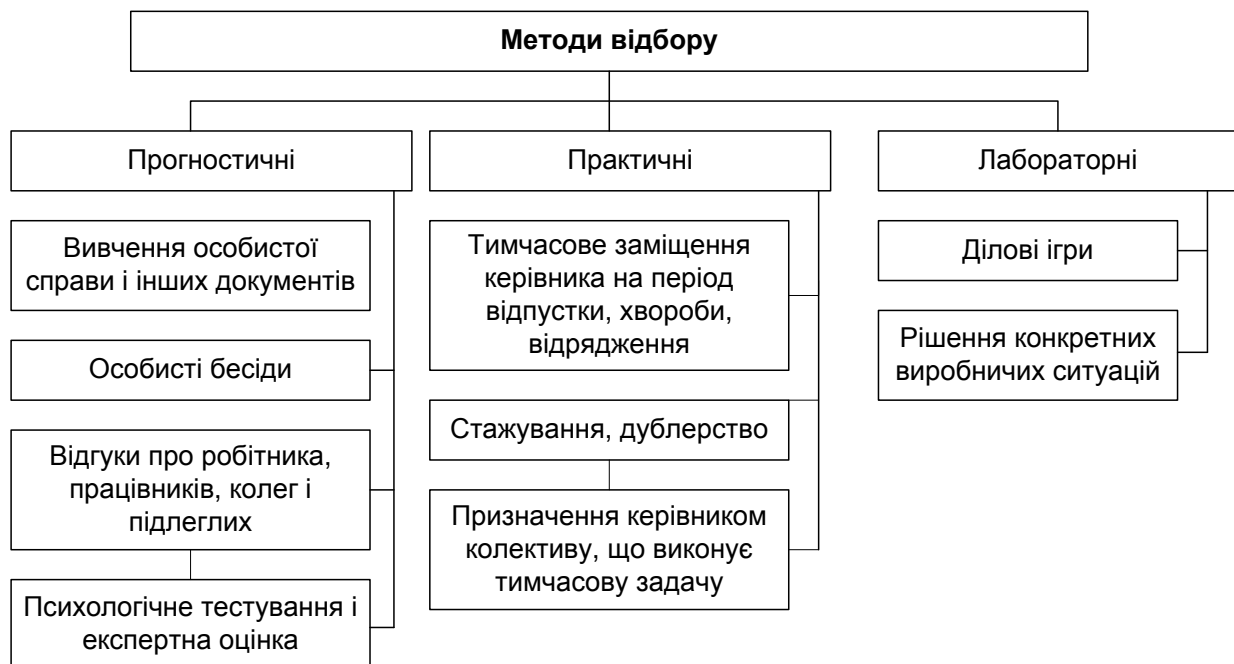 Методи відбору
Прогностичні
Вивчення особистої
справи і інших документів
Особисті бесіди
Відгуки про робітника,
працівників, колег і
підлеглих
Психологічне тестування і
експертна оцінка
Практичні
Тимчасове заміщення
керівника на період
відпустки, хвороби,
відрядження
Стажування, дублерство
Призначення керівником
колективу, що виконує
тимчасову задачу
Лабораторні
Ділові ігри
Рішення конкретних
виробничих ситуацій